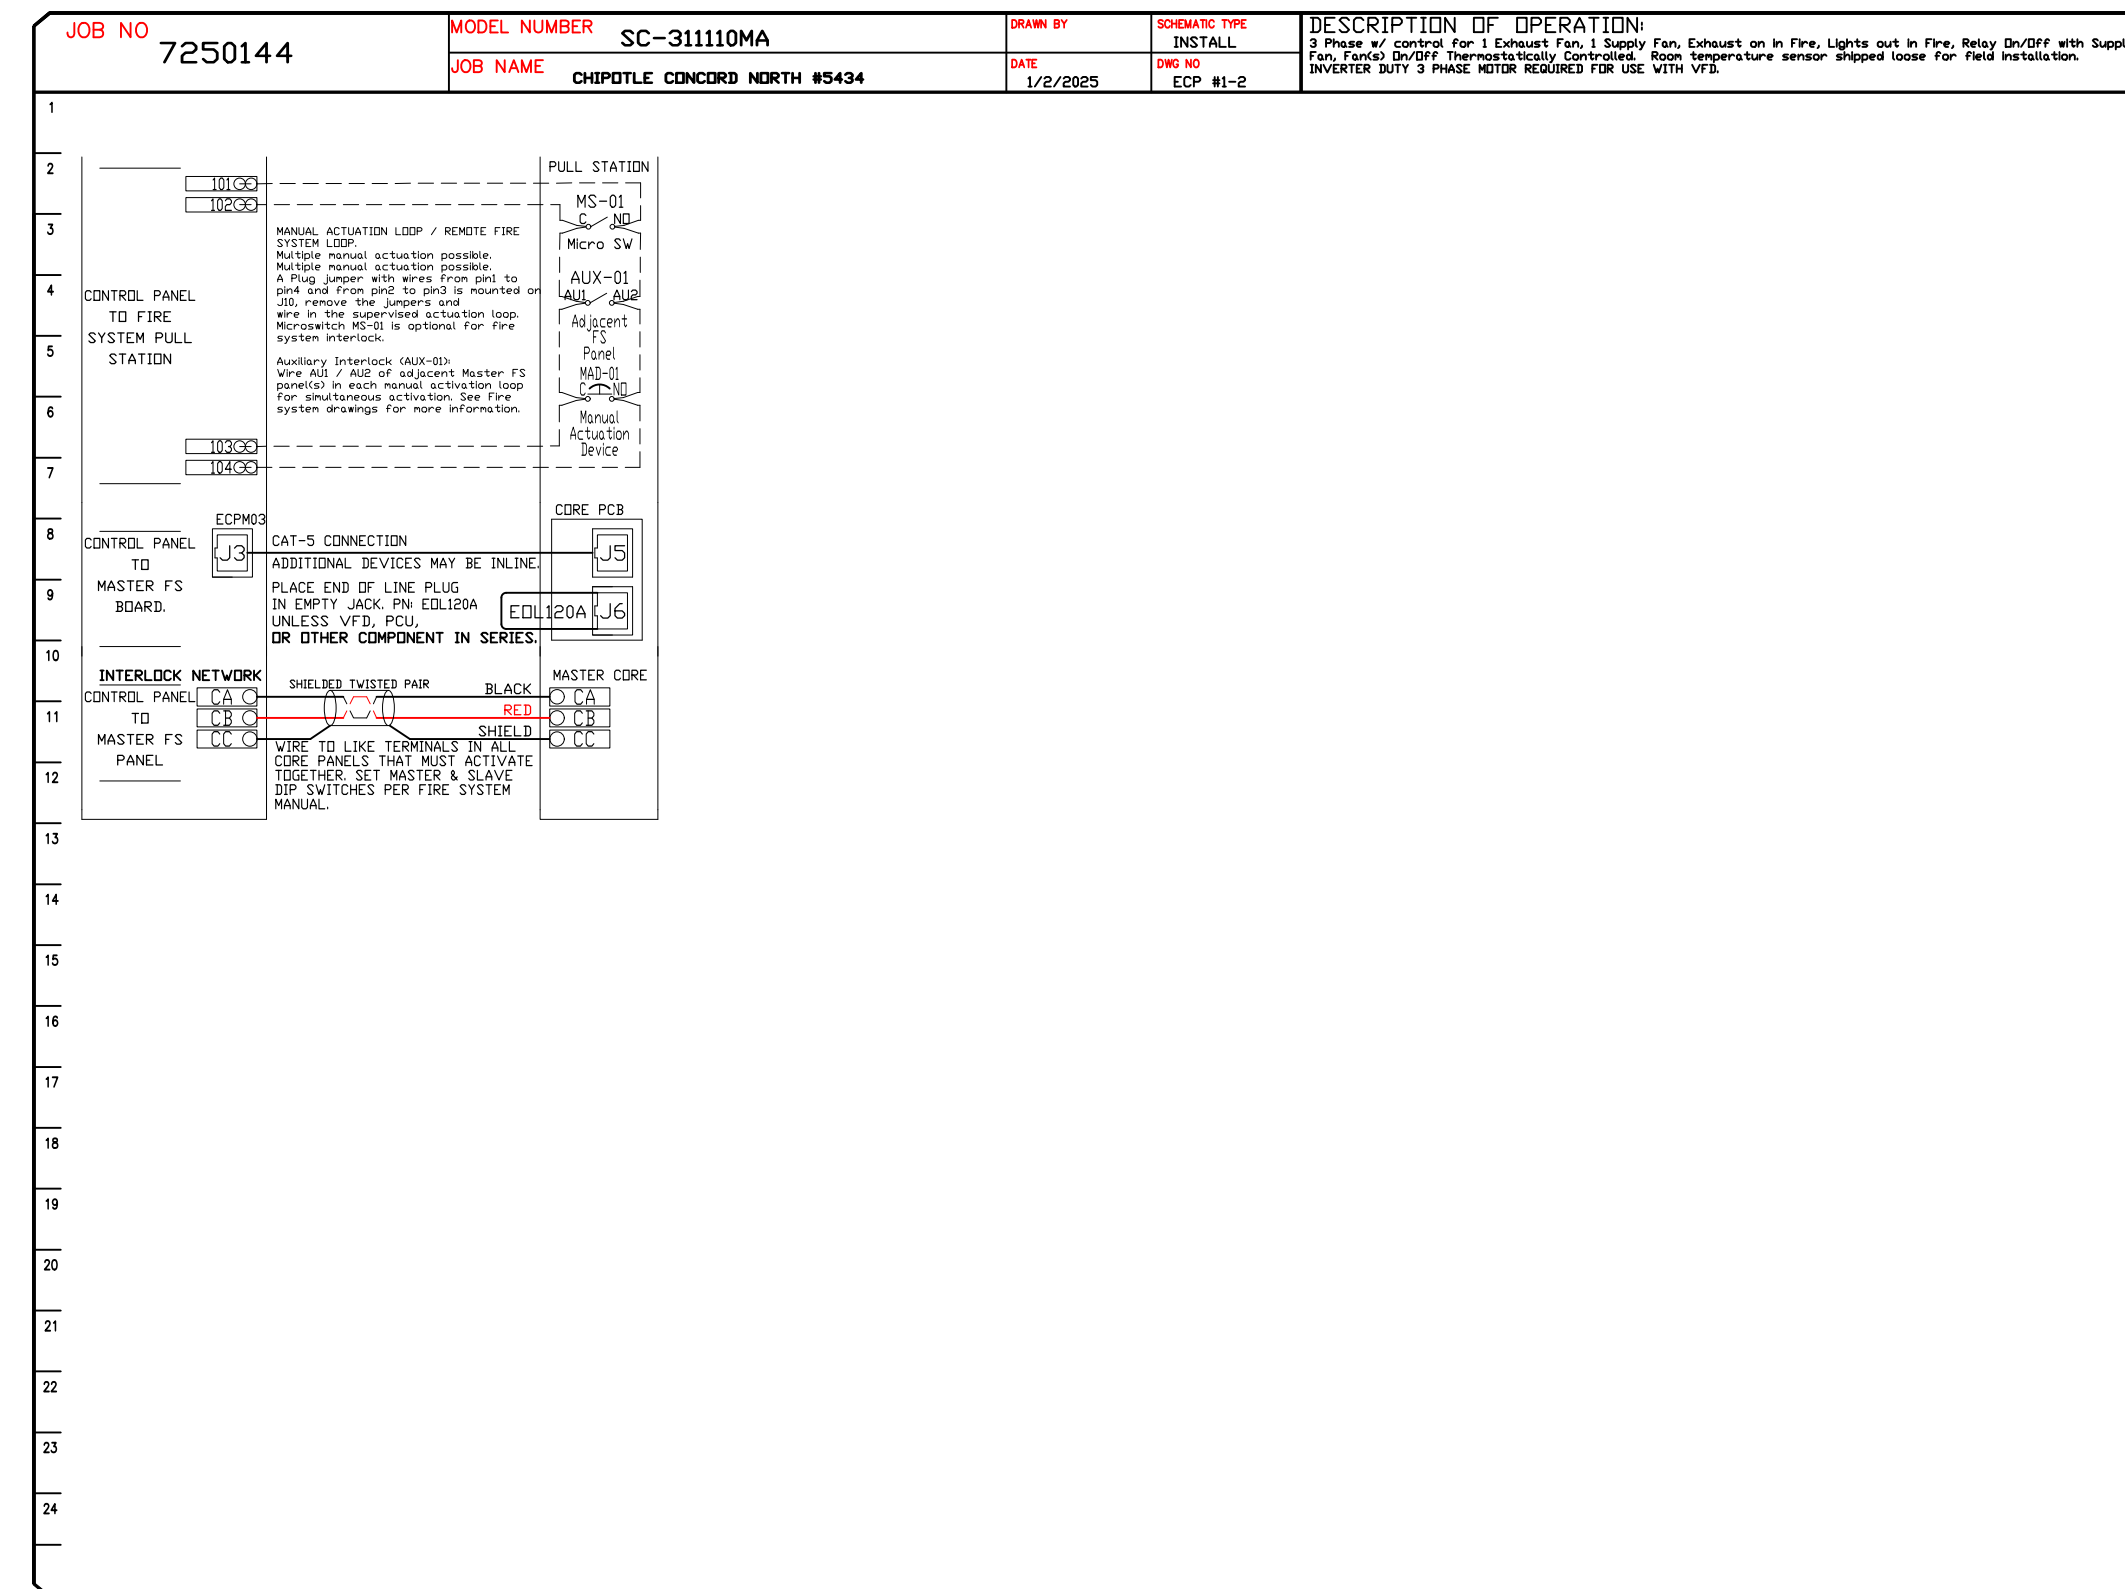 JOB NO
7250144
MODEL NUMBER
SC-311110MA
JOB NAME
CHIPOTLE CONCORD NORTH #5434
DRAWN BY
DATE
1/2/2025
SCHEMATIC TYPE
INSTALL
DWG NO
ECP #1-2
DESCRIPTION OF OPERATION:
3 Phase w/ control for 1 Exhaust Fan, 1 Supply Fan, Exhaust on in Fire, Lights out in Fire, Relay On/Off with Suppl
Fan, Fan(s) On/Off Thermostatically Controlled. Room temperature sensor shipped loose for field installation.
INVERTER DUTY 3 PHASE MOTOR REQUIRED FOR USE WITH VFD.
1
2
3
4
5
6
7
8
9
10
11
12
13
14
15
16
17
18
19
20
21
22
23
24
CONTROL PANEL
TO FIRE
SYSTEM PULL
STATION
101
102
103
104
MANUAL ACTUATION LOOP / REMOTE FIRE
SYSTEM LOOP.
Multiple manual actuation possible.
Multiple manual actuation possible.
A Plug jumper with wires from pin1 to
pin4 and from pin2 to pin3 is mounted on
J10, remove the jumpers and
wire in the supervised actuation loop.
Microswitch MS-01 is optional for fire
system interlock.
Auxiliary Interlock (AUX-01):
Wire AU1 / AU2 of adjacent Master FS
panel(s) in each manual activation loop
for simultaneous activation. See Fire
system drawings for more information.
PULL STATION
MS-01
C NO
Micro SW
AUX-01
AU1 AU2
Adjacent
FS
Panel
MAD-01
C NO
Manual
Actuation
Device
CONTROL PANEL
TO
MASTER FS
BOARD.
ECPM03
J3
CAT-5 CONNECTION
ADDITIONAL DEVICES MAY BE INLINE.
PLACE END OF LINE PLUG
IN EMPTY JACK. PN: EOL120A
UNLESS VFD, PCU,
OR OTHER COMPONENT IN SERIES.
CORE PCB
J5
EOL120A J6
INTERLOCK NETWORK
CONTROL PANEL
TO
MASTER FS
PANEL
CA
CB
CC
SHIELDED TWISTED PAIR
BLACK
RED
SHIELD
MASTER CORE
CA
CB
CC
WIRE TO LIKE TERMINALS IN ALL
CORE PANELS THAT MUST ACTIVATE
TOGETHER. SET MASTER & SLAVE
DIP SWITCHES PER FIRE SYSTEM
MANUAL.